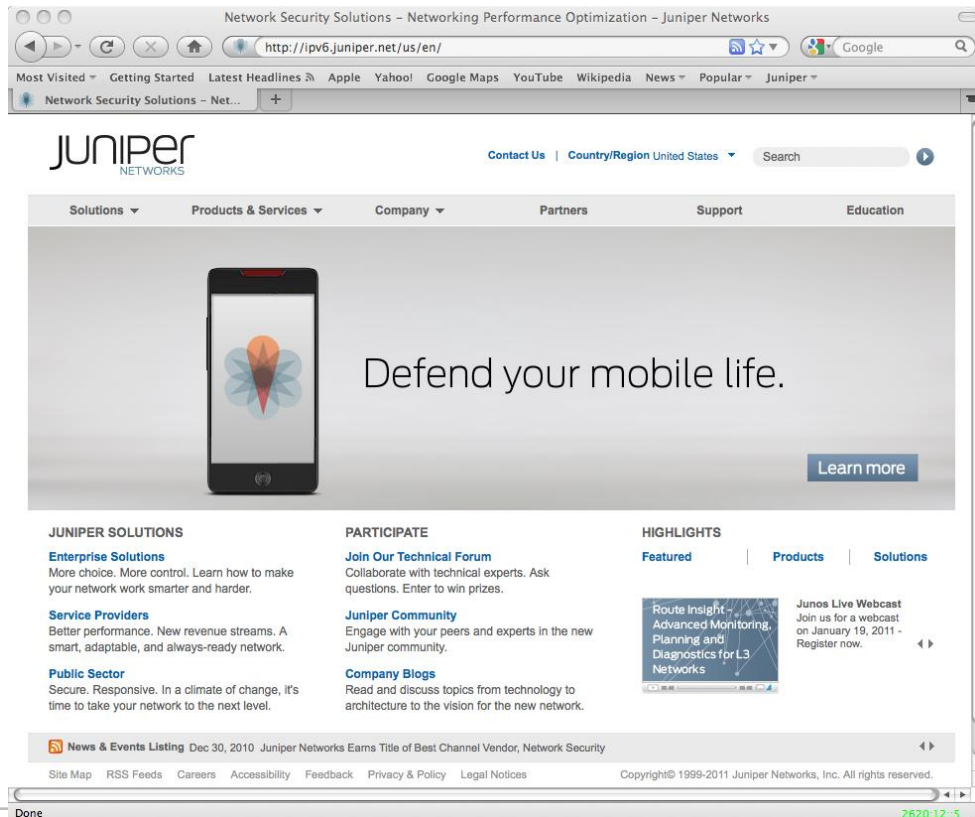 Network Security Solutions – Networking Performance Optimization – Juniper Networks
http://ipv6.juniper.net/us/en/
Google
Most Visited Getting Started Latest Headlines Apple Yahoo! Google Maps YouTube Wikipedia News Popular Juniper
Network Security Solutions – Net... +
JUNIPER
NETWORKS
Contact Us | Country/Region United States Search
Solutions Products & Services Company Partners Support Education
Defend your mobile life.
Learn more
JUNIPER SOLUTIONS
Enterprise Solutions
More choice. More control. Learn how to make
your network work smarter and harder.
Service Providers
Better performance. New revenue streams. A
smart, adaptable, and always-ready network.
Public Sector
Secure. Responsive. In a climate of change, it's
time to take your network to the next level.
PARTICIPATE
Join Our Technical Forum
Collaborate with technical experts. Ask
questions. Enter to win prizes.
Juniper Community
Engage with your peers and experts in the new
Juniper community.
Company Blogs
Read and discuss topics from technology to
architecture to the vision for the new network.
HIGHLIGHTS
Featured | Products | Solutions
Route Insight -
Advanced Monitoring,
Planning and
Diagnostics for L3
Networks
Junos Live Webcast
Join us for a webcast
on January 19, 2011 -
Register now.
News & Events Listing Dec 30, 2010 Juniper Networks Earns Title of Best Channel Vendor, Network Security
Site Map RSS Feeds Careers Accessibility Feedback Privacy & Policy Legal Notices Copyright© 1999-2011 Juniper Networks, Inc. All rights reserved.
Done 2620:12::5